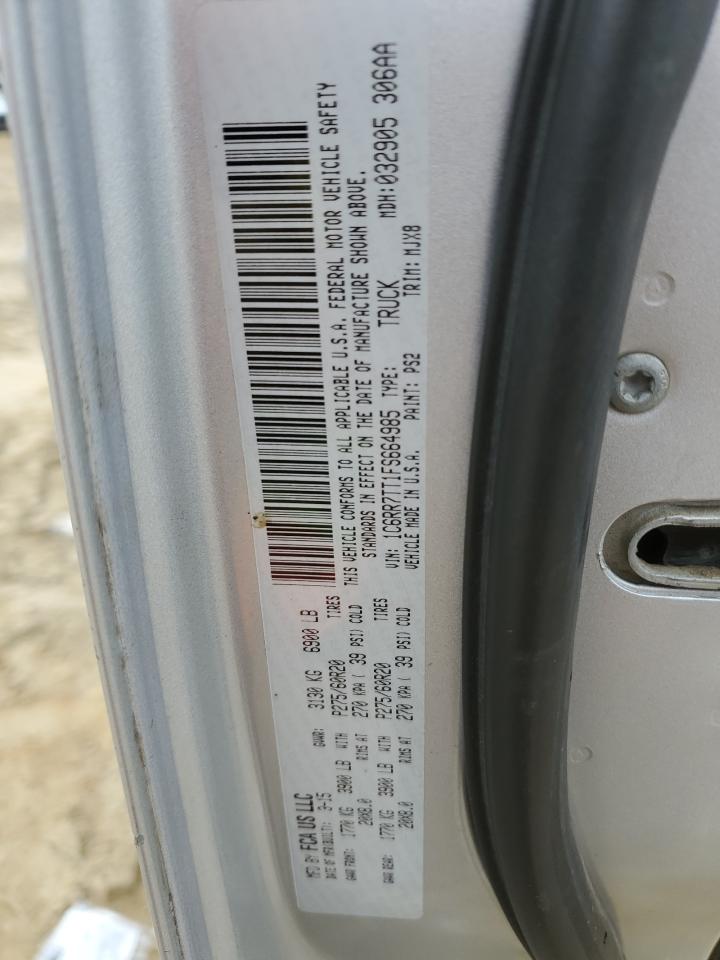 MFD BY FCA US LLC
DATE OF MFR(BUILT): 3-15 GVWR: 3130 KG 6900 LB
GAWR FRONT: 1770 KG 3900 LB WITH P275/60R20 TIRES
20X8.0 RIMS AT 270 KPA ( 39 PSI) COLD
GAWR REAR: 1770 KG 3900 LB WITH P275/60R20 TIRES
20X8.0 RIMS AT 270 KPA ( 39 PSI) COLD
THIS VEHICLE CONFORMS TO ALL APPLICABLE U.S.A. FEDERAL MOTOR VEHICLE SAFETY
STANDARDS IN EFFECT ON THE DATE OF MANUFACTURE SHOWN ABOVE.
VIN: 1C6RR7TT1FS664985 TYPE: TRUCK MDH:032905 306AA
VEHICLE MADE IN U.S.A. PAINT: PS2 TRIM: MJX8